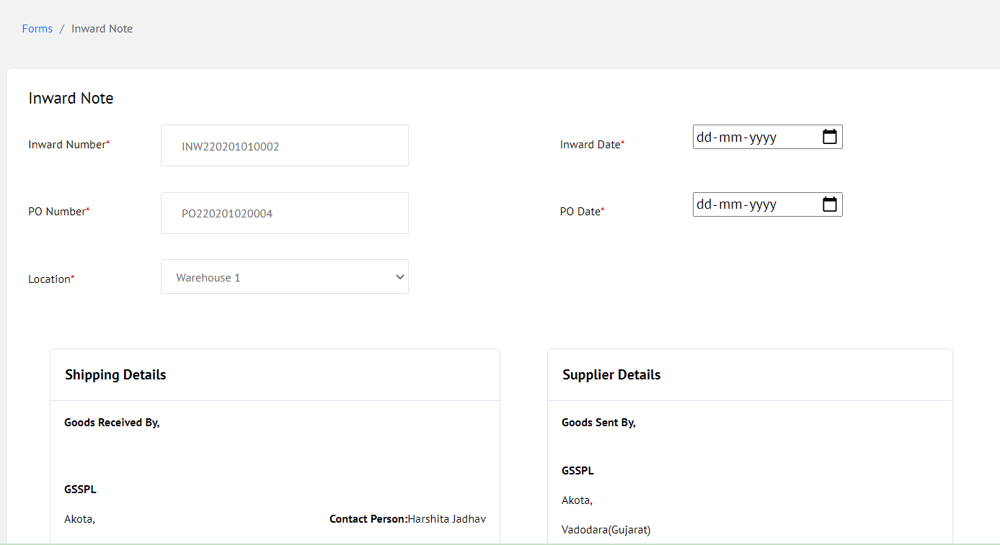 Forms / Inward Note
Inward Note
Inward Number* INW220201010002 Inward Date* dd-mm-yyyy
PO Number* PO220201020004 PO Date* dd-mm-yyyy
Location* Warehouse 1
Shipping Details
Goods Received By,
GSSPL
Akota, Contact Person:Harshita Jadhav
Supplier Details
Goods Sent By,
GSSPL
Akota,
Vadodara(Gujarat)